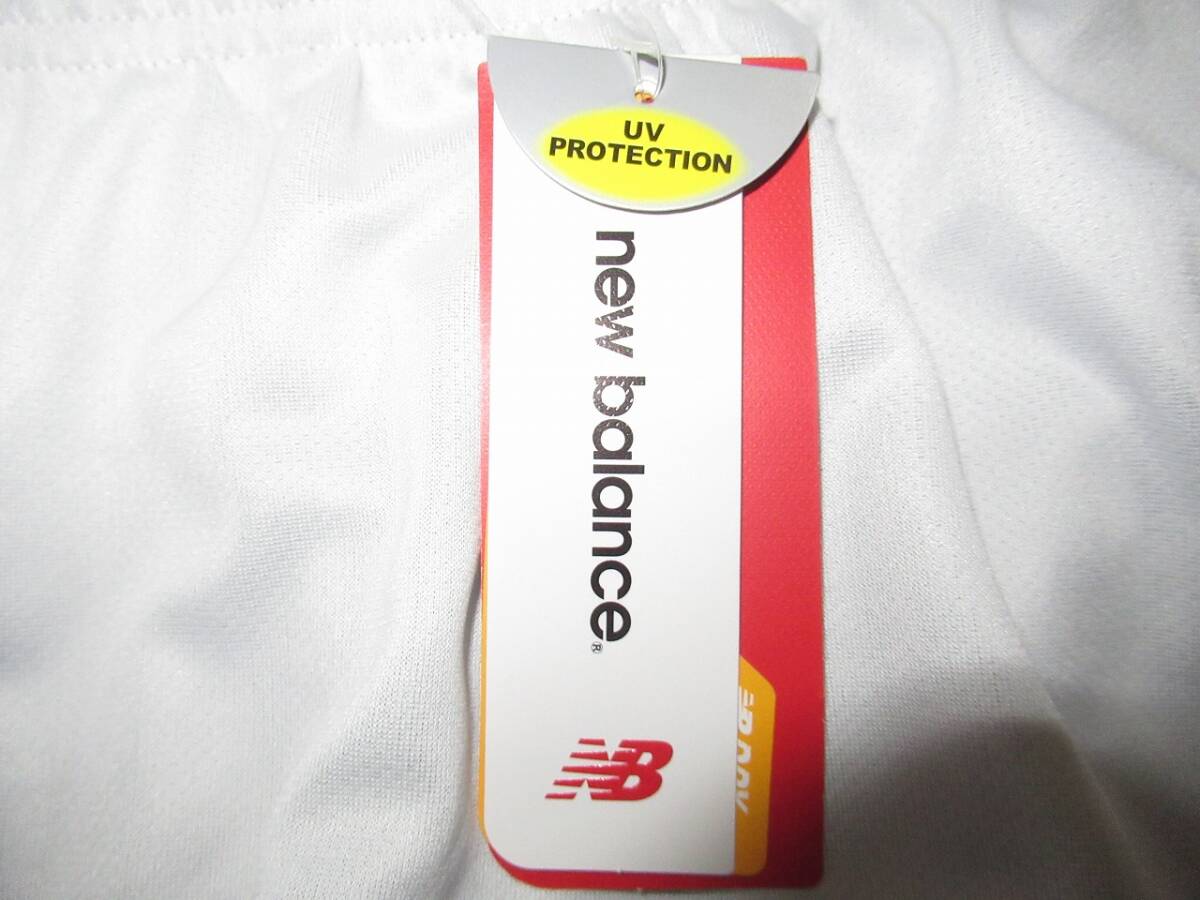 UV
PROTECTION
new balance®
NB